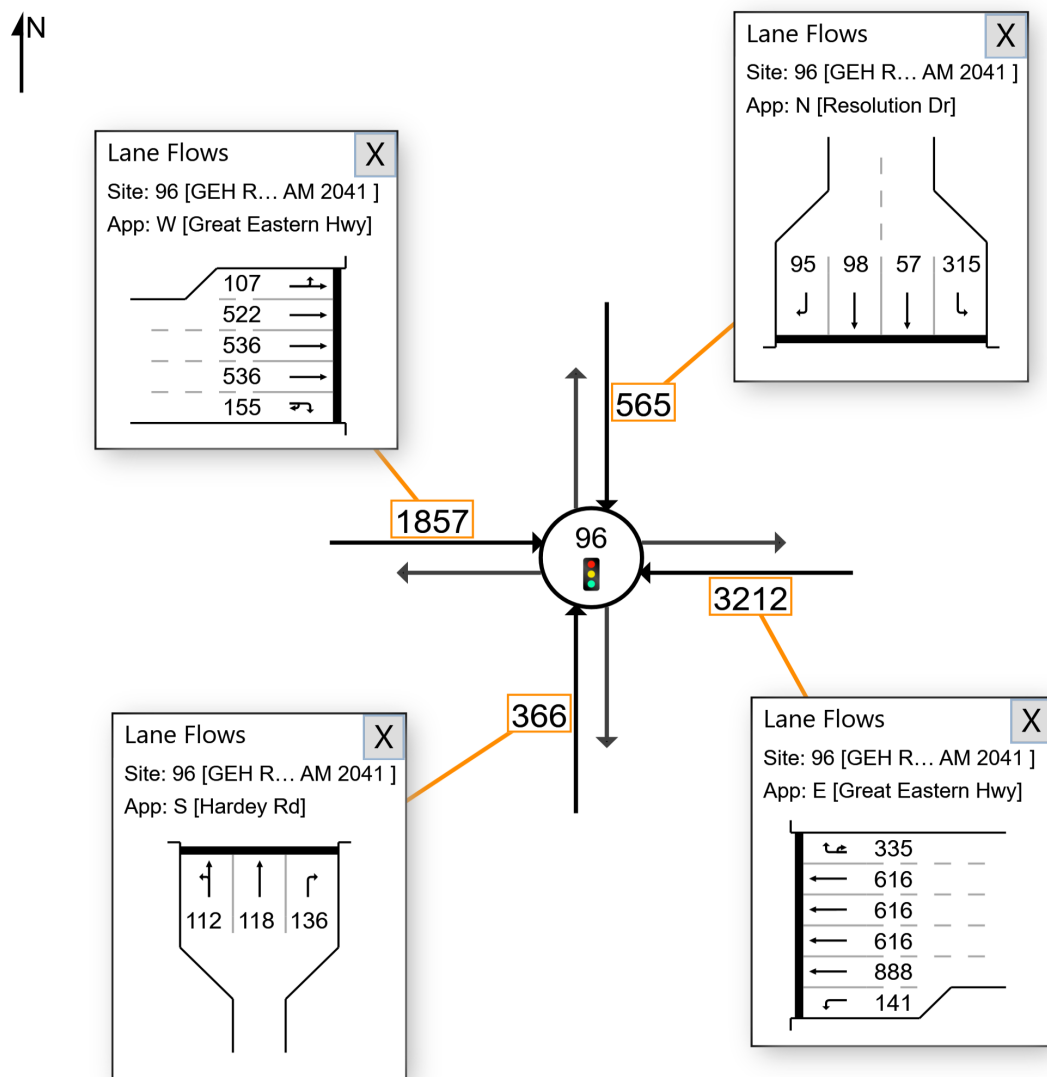 N
Lane Flows X
Site: 96 [GEH R... AM 2041 ]
App: N [Resolution Dr]
95 98 57 315
Lane Flows X
Site: 96 [GEH R... AM 2041 ]
App: W [Great Eastern Hwy]
107
522
536
536
155
565
1857
96
3212
366
Lane Flows X
Site: 96 [GEH R... AM 2041 ]
App: S [Hardey Rd]
112 118 136
Lane Flows X
Site: 96 [GEH R... AM 2041 ]
App: E [Great Eastern Hwy]
335
616
616
616
888
141